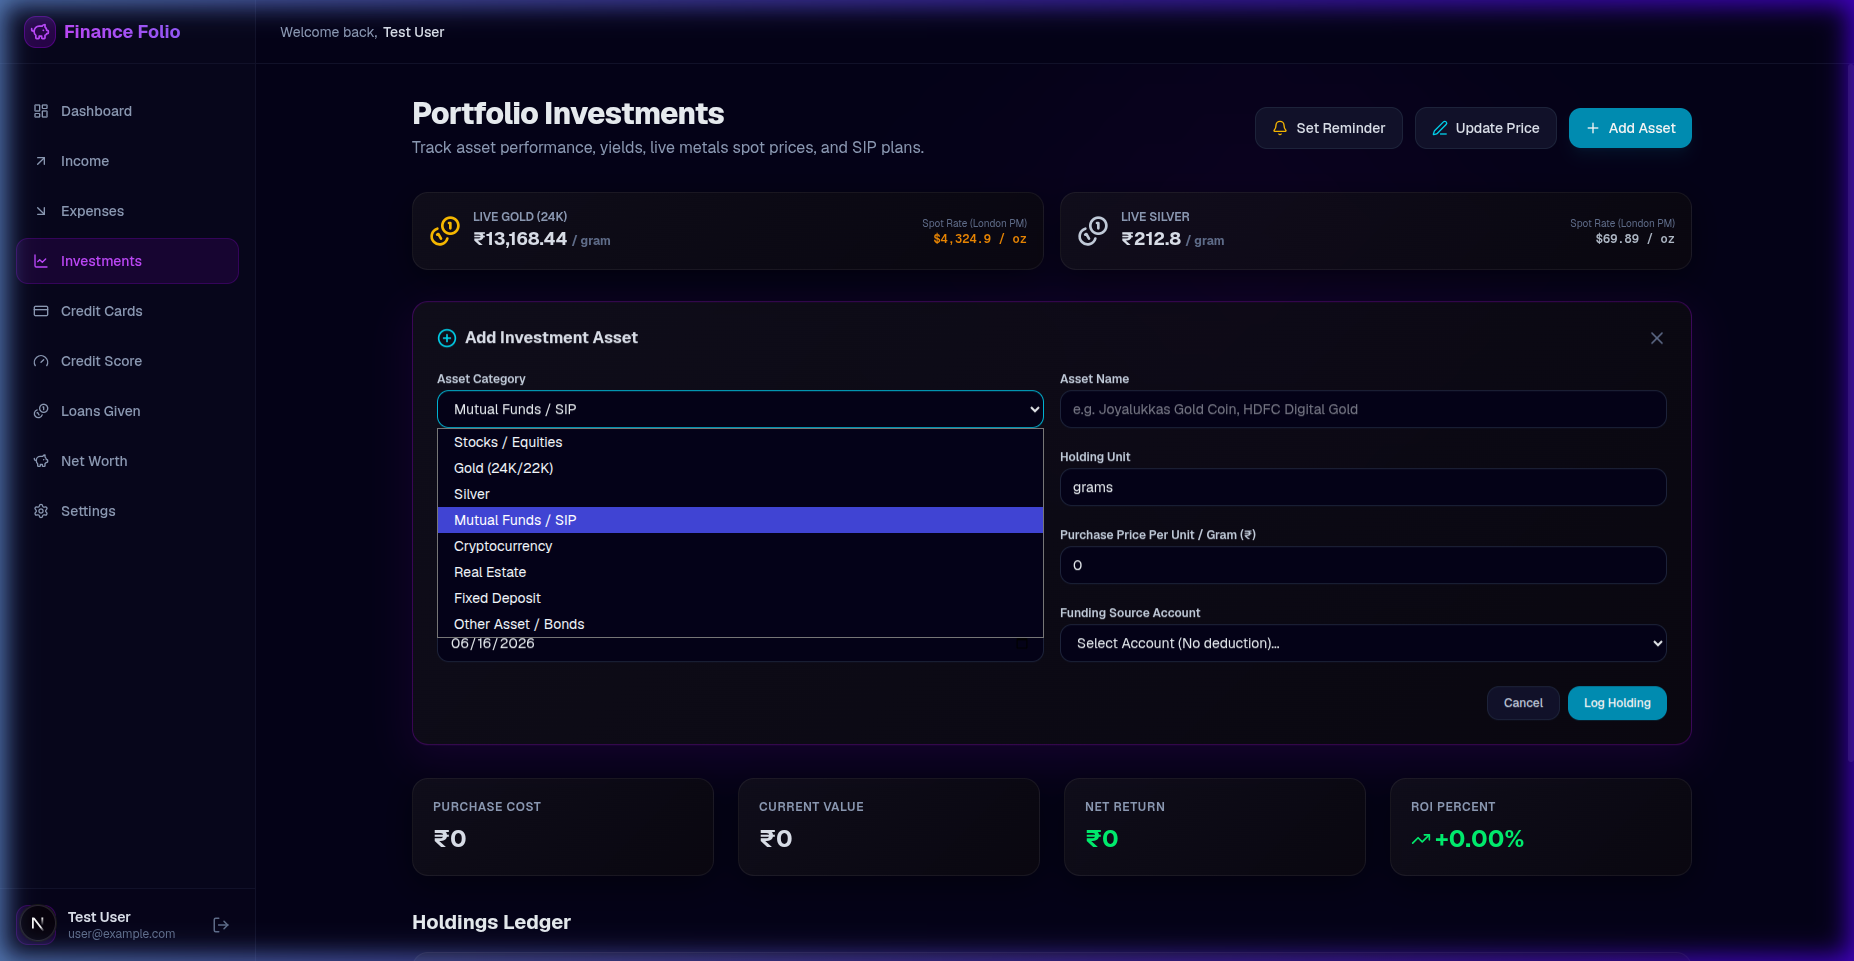 Finance Folio
Welcome back, Test User
Dashboard
Income
Expenses
Investments
Credit Cards
Credit Score
Loans Given
Net Worth
Settings
Portfolio Investments
Track asset performance, yields, live metals spot prices, and SIP plans.
Set Reminder
Update Price
Add Asset
LIVE GOLD (24K)
₹13,168.44 / gram
Spot Rate (London PM)
$4,324.9 / oz
LIVE SILVER
₹212.8 / gram
Spot Rate (London PM)
$69.89 / oz
Add Investment Asset
Asset Category
Mutual Funds / SIP
Stocks / Equities
Gold (24K/22K)
Silver
Mutual Funds / SIP
Cryptocurrency
Real Estate
Fixed Deposit
Other Asset / Bonds
06/16/2026
Asset Name
e.g. Joyalukkas Gold Coin, HDFC Digital Gold
Holding Unit
grams
Purchase Price Per Unit / Gram (₹)
0
Funding Source Account
Select Account (No deduction)...
Cancel
Log Holding
PURCHASE COST
₹0
CURRENT VALUE
₹0
NET RETURN
₹0
ROI PERCENT
+0.00%
Holdings Ledger
N
Test User
user@example.com